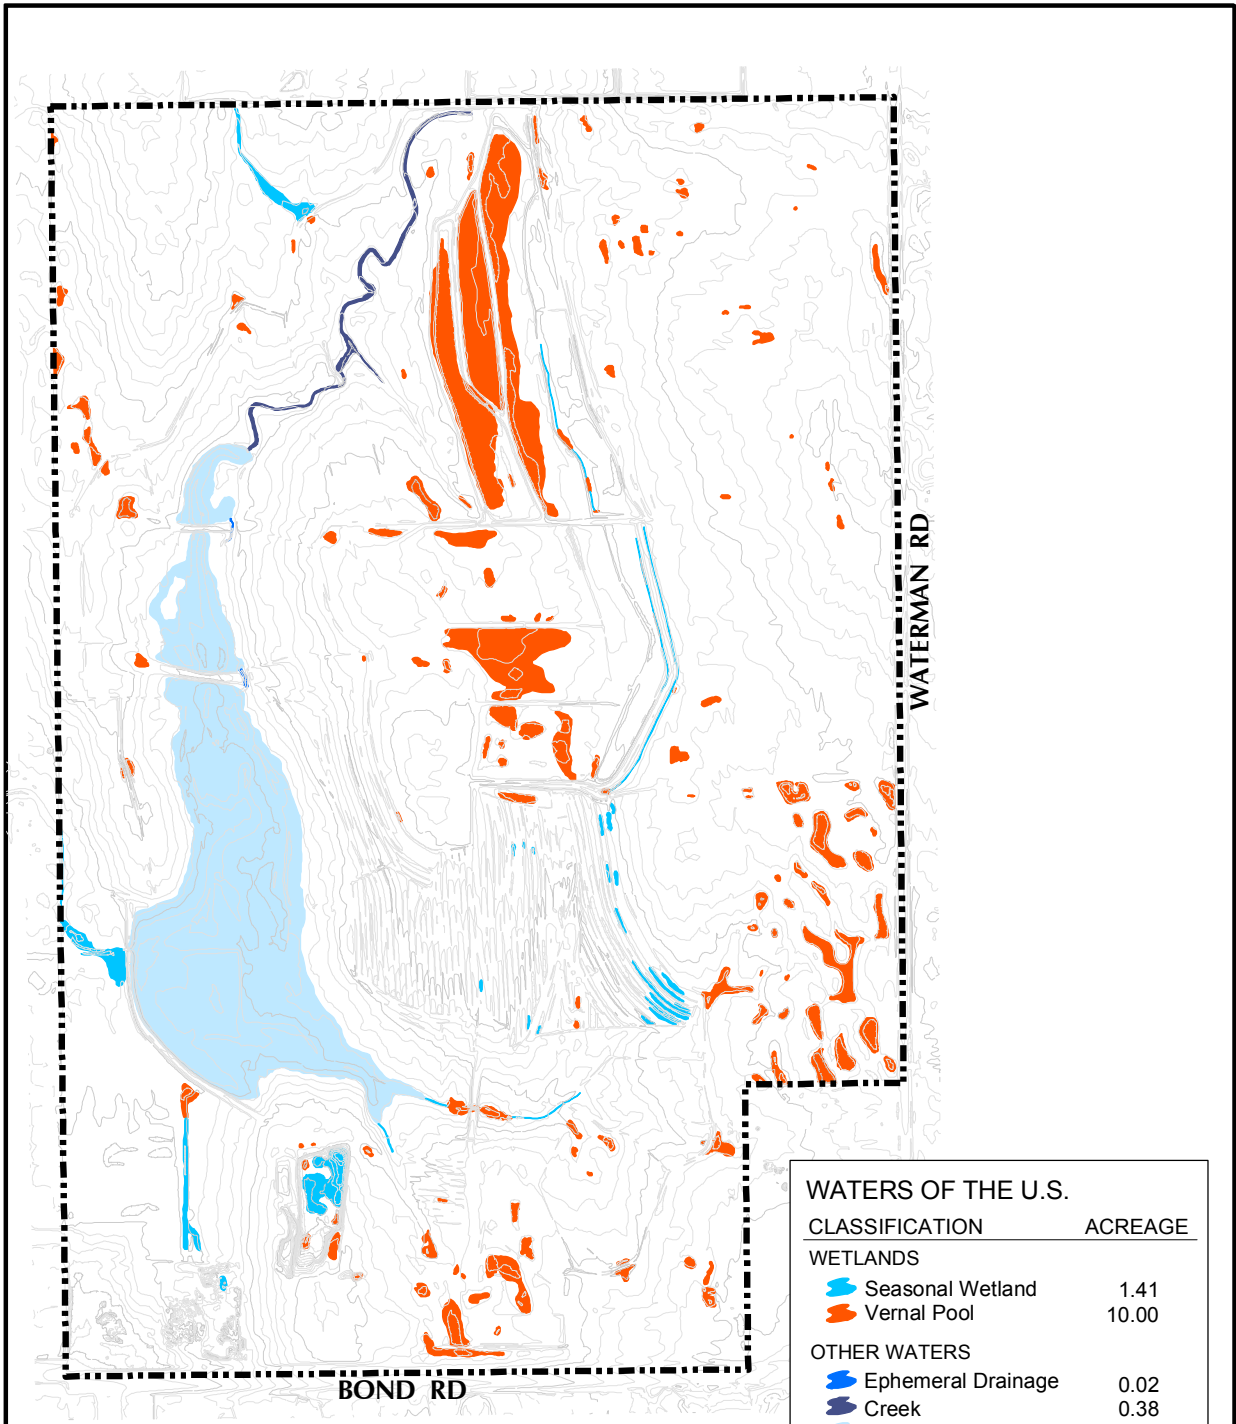 WATERMAN RD
BOND RD
WATERS OF THE U.S.
CLASSIFICATION ACREAGE
WETLANDS
Seasonal Wetland 1.41
Vernal Pool 10.00
OTHER WATERS
Ephemeral Drainage 0.02
Creek 0.38